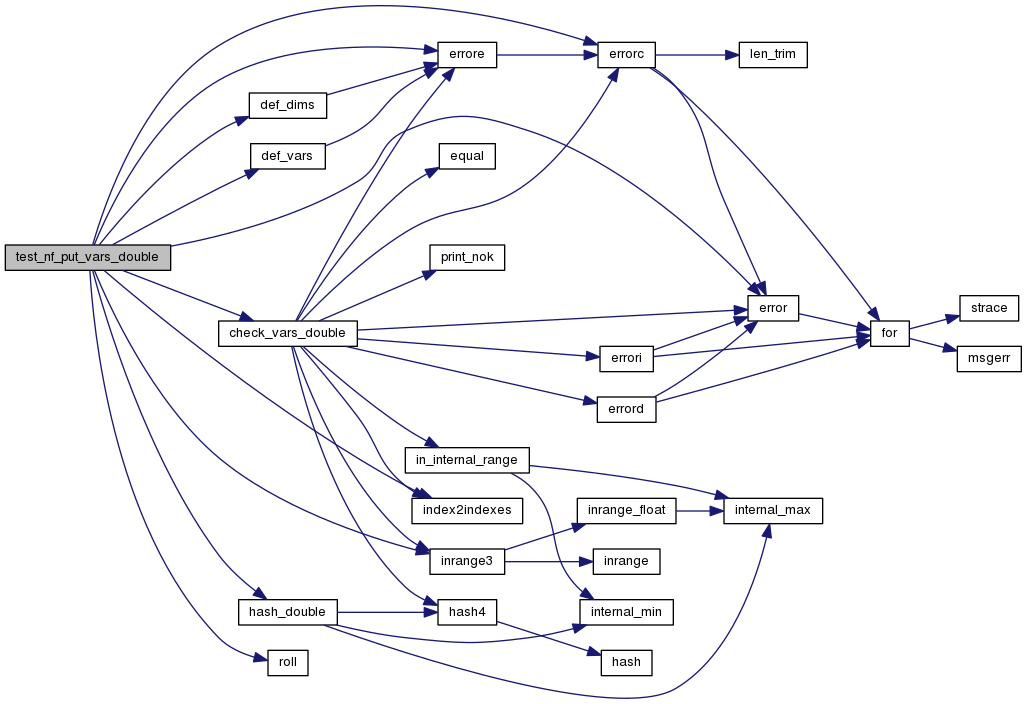 errore
errorc
len_trim
def_dims
def_vars
equal
test_nf_put_vars_double
print_nok
error
strace
check_vars_double
for
errori
msgerr
errord
in_internal_range
index2indexes
inrange_float
internal_max
inrange3
inrange
hash_double
hash4
internal_min
roll
hash